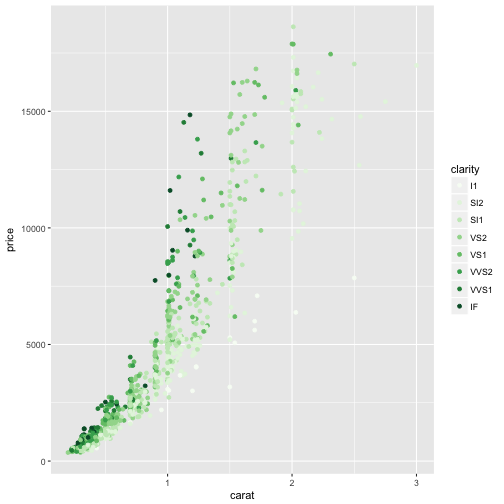 15000
10000
5000
0
price
1
2
3
carat
clarity
I1
SI2
SI1
VS2
VS1
VVS2
VVS1
IF